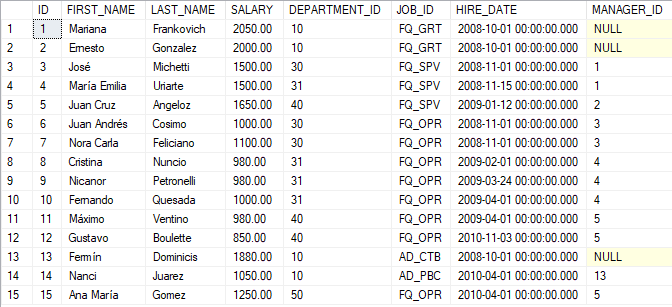 ID FIRST_NAME LAST_NAME SALARY DEPARTMENT_ID JOB_ID HIRE_DATE MANAGER_ID
1 1 Mariana Frankovich 2050.00 10 FQ_GRT 2008-10-01 00:00:00.000 NULL
2 2 Ernesto Gonzalez 2000.00 10 FQ_GRT 2008-10-01 00:00:00.000 NULL
3 3 José Michetti 1500.00 30 FQ_SPV 2008-11-01 00:00:00.000 1
4 4 María Emilia Uriarte 1500.00 31 FQ_SPV 2008-11-15 00:00:00.000 1
5 5 Juan Cruz Angeloz 1650.00 40 FQ_SPV 2009-01-12 00:00:00.000 2
6 6 Juan Andrés Cosimo 1000.00 30 FQ_OPR 2008-11-01 00:00:00.000 3
7 7 Nora Carla Feliciano 1100.00 30 FQ_OPR 2008-11-01 00:00:00.000 3
8 8 Cristina Nuncio 980.00 31 FQ_OPR 2009-02-01 00:00:00.000 4
9 9 Nicanor Petronelli 980.00 31 FQ_OPR 2009-03-24 00:00:00.000 4
10 10 Fernando Quesada 1000.00 31 FQ_OPR 2009-04-01 00:00:00.000 4
11 11 Máximo Ventino 980.00 40 FQ_OPR 2009-04-01 00:00:00.000 5
12 12 Gustavo Boulette 850.00 40 FQ_OPR 2010-11-03 00:00:00.000 5
13 13 Fermín Dominicis 1880.00 10 AD_CTB 2008-10-01 00:00:00.000 NULL
14 14 Nanci Juarez 1050.00 10 AD_PBC 2010-04-01 00:00:00.000 13
15 15 Ana María Gomez 1250.00 50 FQ_OPR 2010-04-01 00:00:00.000 5